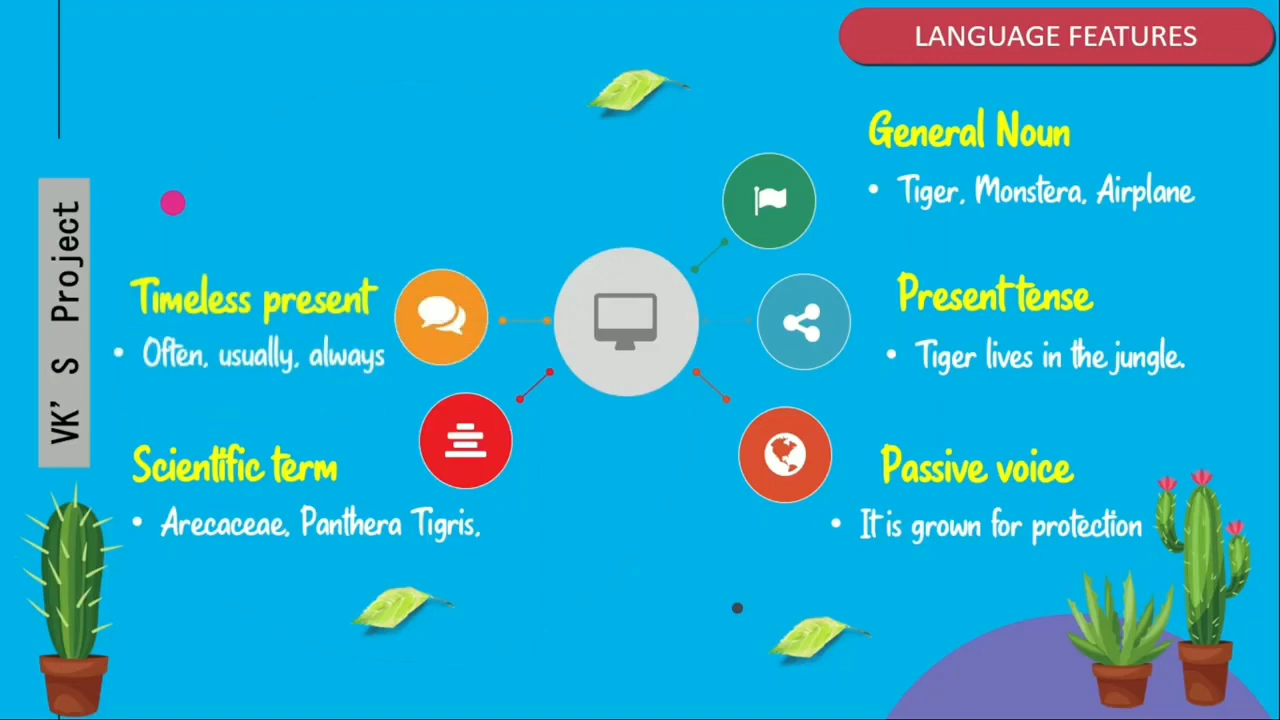 LANGUAGE FEATURES
VK’S Project
General Noun
• Tiger, Monstera, Airplane
Timeless present
• Often, usually, always
Present tense
• Tiger lives in the jungle.
Scientific term
• Arecaceae, Panthera Tigris,
Passive voice
• It is grown for protection